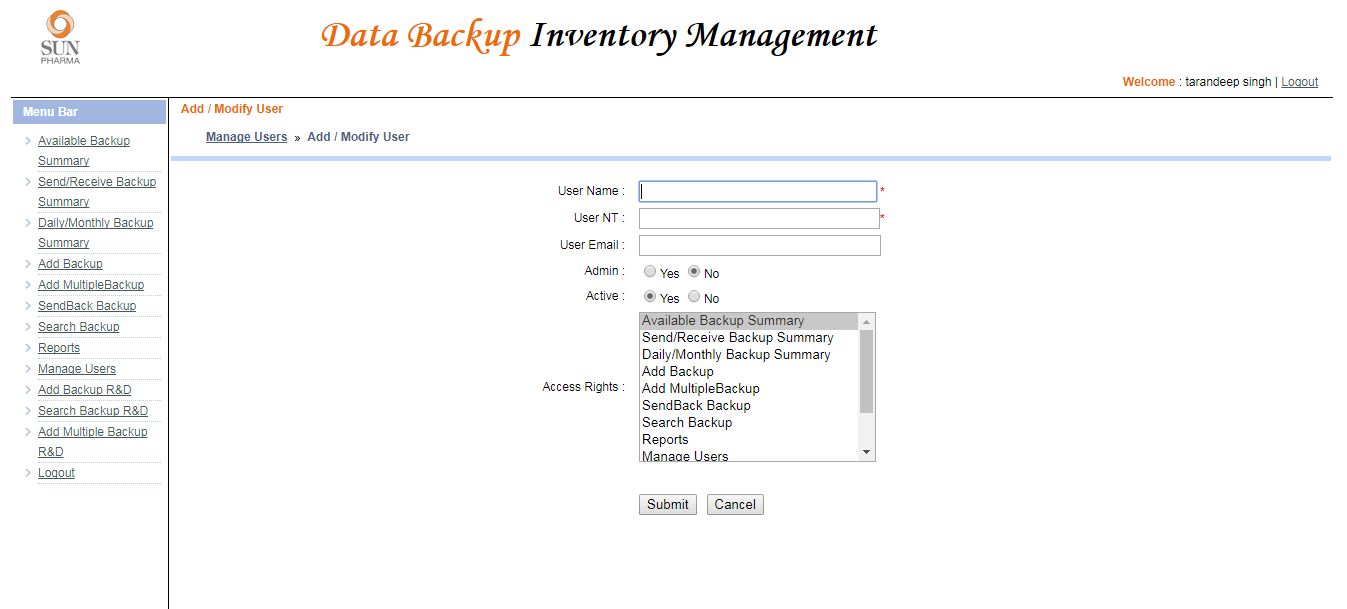 SUN
PHARMA
Data Backup Inventory Management
Welcome : tarandeep singh | Logout
Menu Bar
Available Backup
Summary
Send/Receive Backup
Summary
Daily/Monthly Backup
Summary
Add Backup
Add MultipleBackup
SendBack Backup
Search Backup
Reports
Manage Users
Add Backup R&D
Search Backup R&D
Add Multiple Backup
R&D
Logout
Add / Modify User
Manage Users » Add / Modify User
User Name : *
User NT : *
User Email :
Admin : Yes No
Active : Yes No
Access Rights :
Available Backup Summary
Send/Receive Backup Summary
Daily/Monthly Backup Summary
Add Backup
Add MultipleBackup
SendBack Backup
Search Backup
Reports
Manage Users
Submit Cancel